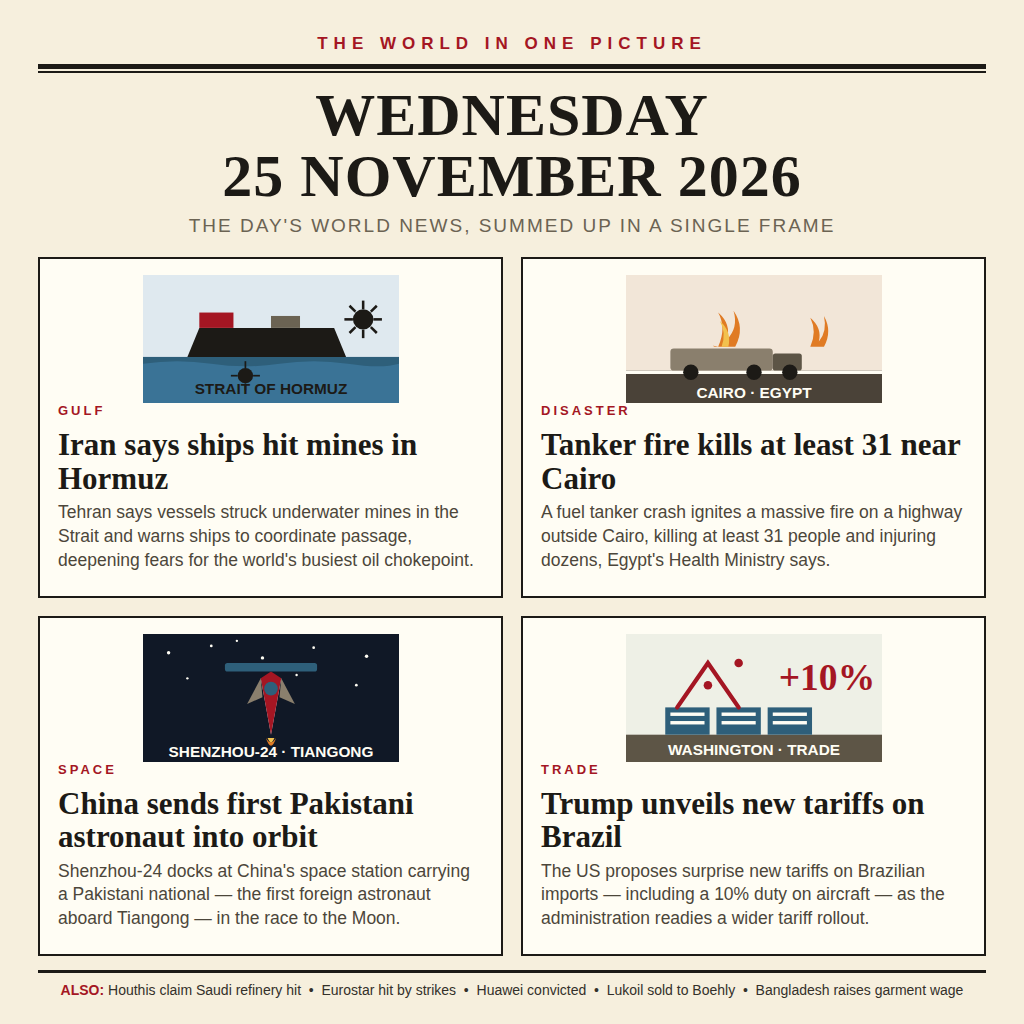 THE WORLD IN ONE PICTURE
WEDNESDAY
25 NOVEMBER 2026
THE DAY'S WORLD NEWS, SUMMED UP IN A SINGLE FRAME
STRAIT OF HORMUZ
GULF
Iran says ships hit mines in
Hormuz
Tehran says vessels struck underwater mines in the
Strait and warns ships to coordinate passage,
deepening fears for the world's busiest oil chokepoint.
CAIRO · EGYPT
DISASTER
Tanker fire kills at least 31 near
Cairo
A fuel tanker crash ignites a massive fire on a highway
outside Cairo, killing at least 31 people and injuring
dozens, Egypt's Health Ministry says.
SHENZHOU-24 · TIANGONG
SPACE
China sends first Pakistani
astronaut into orbit
Shenzhou-24 docks at China's space station carrying
a Pakistani national — the first foreign astronaut
aboard Tiangong — in the race to the Moon.
+10%
WASHINGTON · TRADE
TRADE
Trump unveils new tariffs on
Brazil
The US proposes surprise new tariffs on Brazilian
imports — including a 10% duty on aircraft — as the
administration readies a wider tariff rollout.
ALSO: Houthis claim Saudi refinery hit • Eurostar hit by strikes • Huawei convicted • Lukoil sold to Boehly • Bangladesh raises garment wage